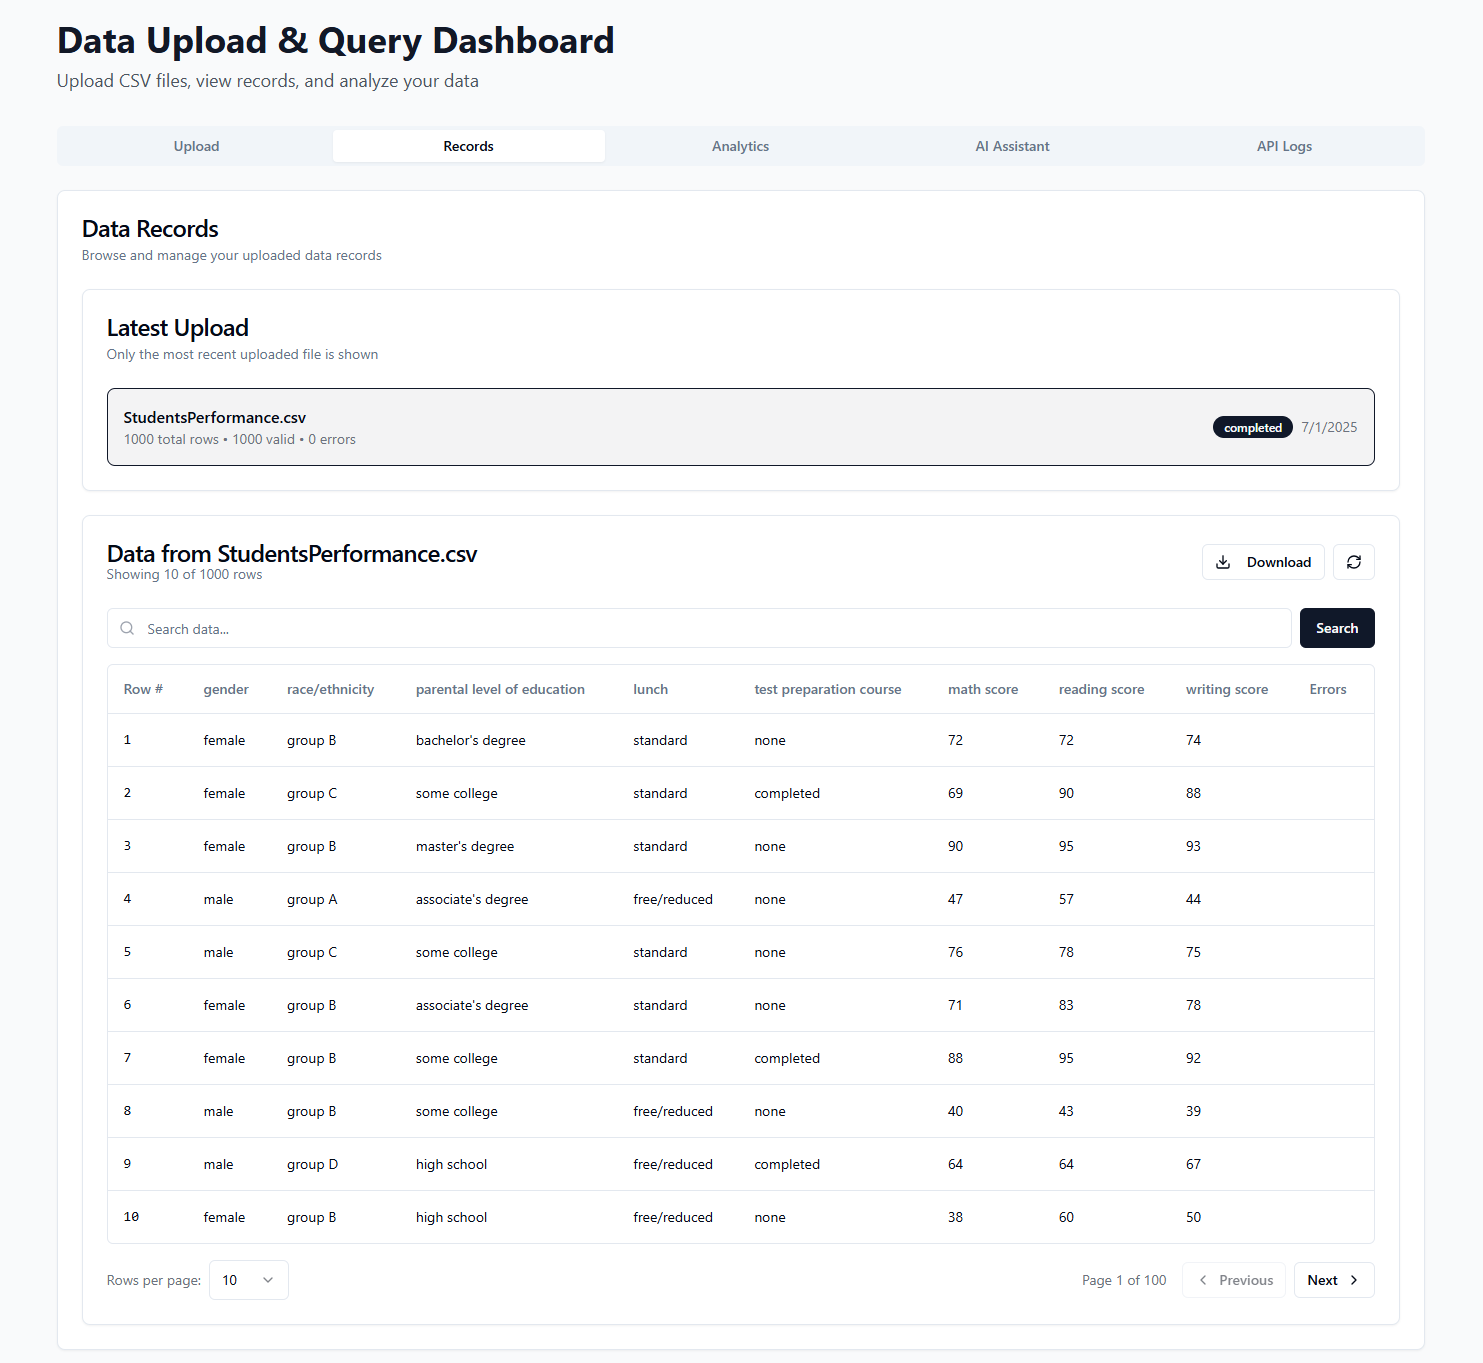 Data Upload & Query Dashboard
Upload CSV files, view records, and analyze your data
Upload Records Analytics AI Assistant API Logs
Data Records
Browse and manage your uploaded data records
Latest Upload
Only the most recent uploaded file is shown
StudentsPerformance.csv
1000 total rows • 1000 valid • 0 errors
completed 7/1/2025
Data from StudentsPerformance.csv
Showing 10 of 1000 rows
Download
Search data...
Search
Row # gender race/ethnicity parental level of education lunch test preparation course math score reading score writing score Errors
1 female group B bachelor's degree standard none 72 72 74
2 female group C some college standard completed 69 90 88
3 female group B master's degree standard none 90 95 93
4 male group A associate's degree free/reduced none 47 57 44
5 male group C some college standard none 76 78 75
6 female group B associate's degree standard none 71 83 78
7 female group B some college standard completed 88 95 92
8 male group B some college free/reduced none 40 43 39
9 male group D high school free/reduced completed 64 64 67
10 female group B high school free/reduced none 38 60 50
Rows per page: 10
Page 1 of 100 Previous Next